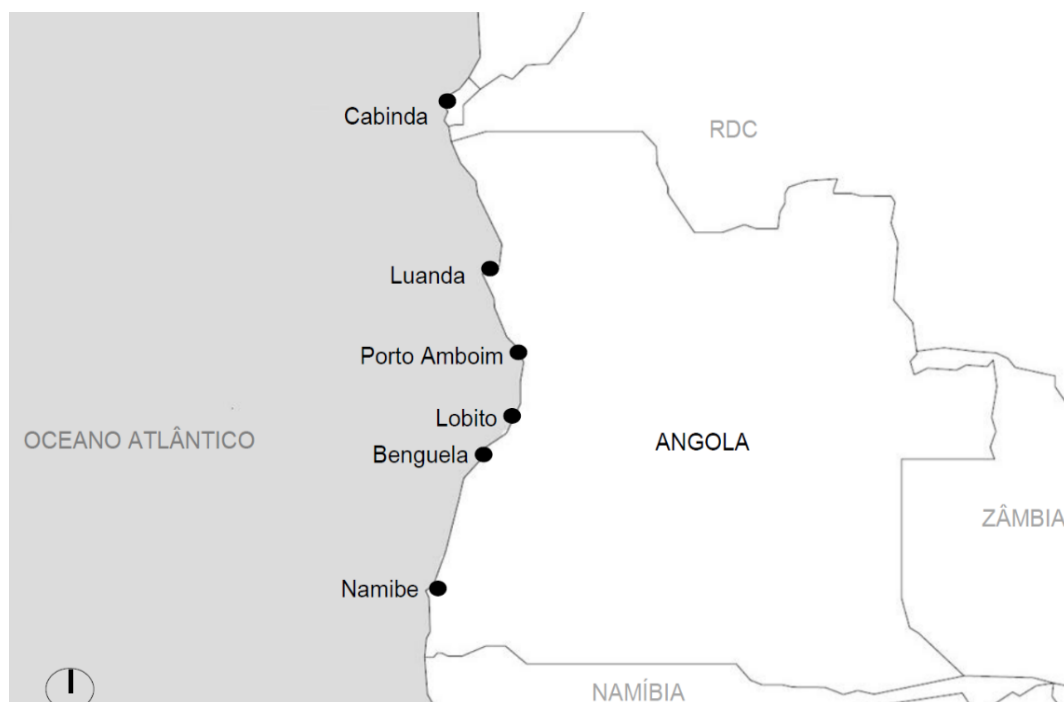 Cabinda
RDC
Luanda
Porto Amboim
Lobito
OCEANO ATLÂNTICO
ANGOLA
Benguela
ZÂMBIA
Namibe
NAMÍBIA